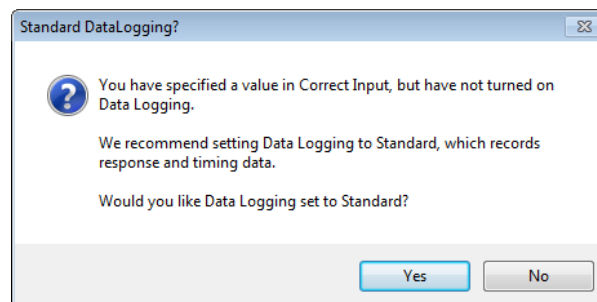 Standard DataLogging?
You have specified a value in Correct Input, but have not turned on
Data Logging.
We recommend setting Data Logging to Standard, which records
response and timing data.
Would you like Data Logging set to Standard?
Yes
No